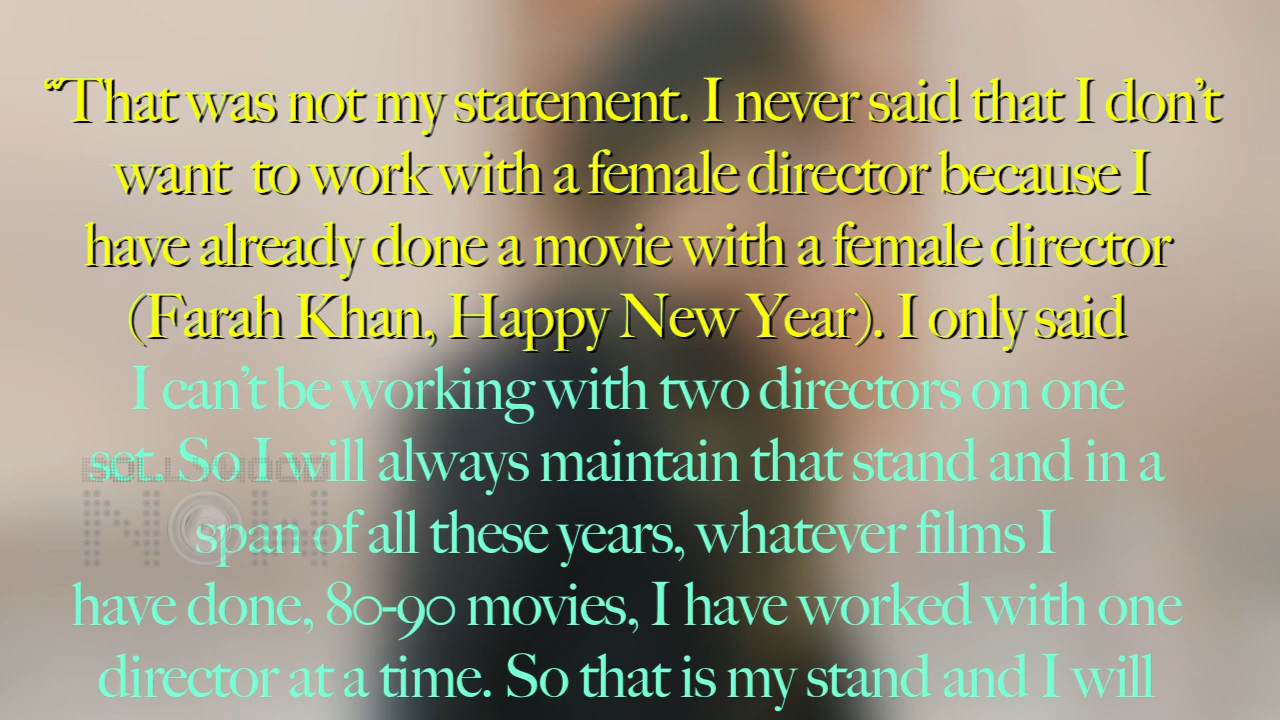 “That was not my statement. I never said that I don’t
want to work with a female director because I
have already done a movie with a female director
(Farah Khan, Happy New Year). I only said
I can’t be working with two directors on one
set. So I will always maintain that stand and in a
span of all these years, whatever films I
have done, 80-90 movies, I have worked with one
director at a time. So that is my stand and I will
BOLLYWOOD
NOW